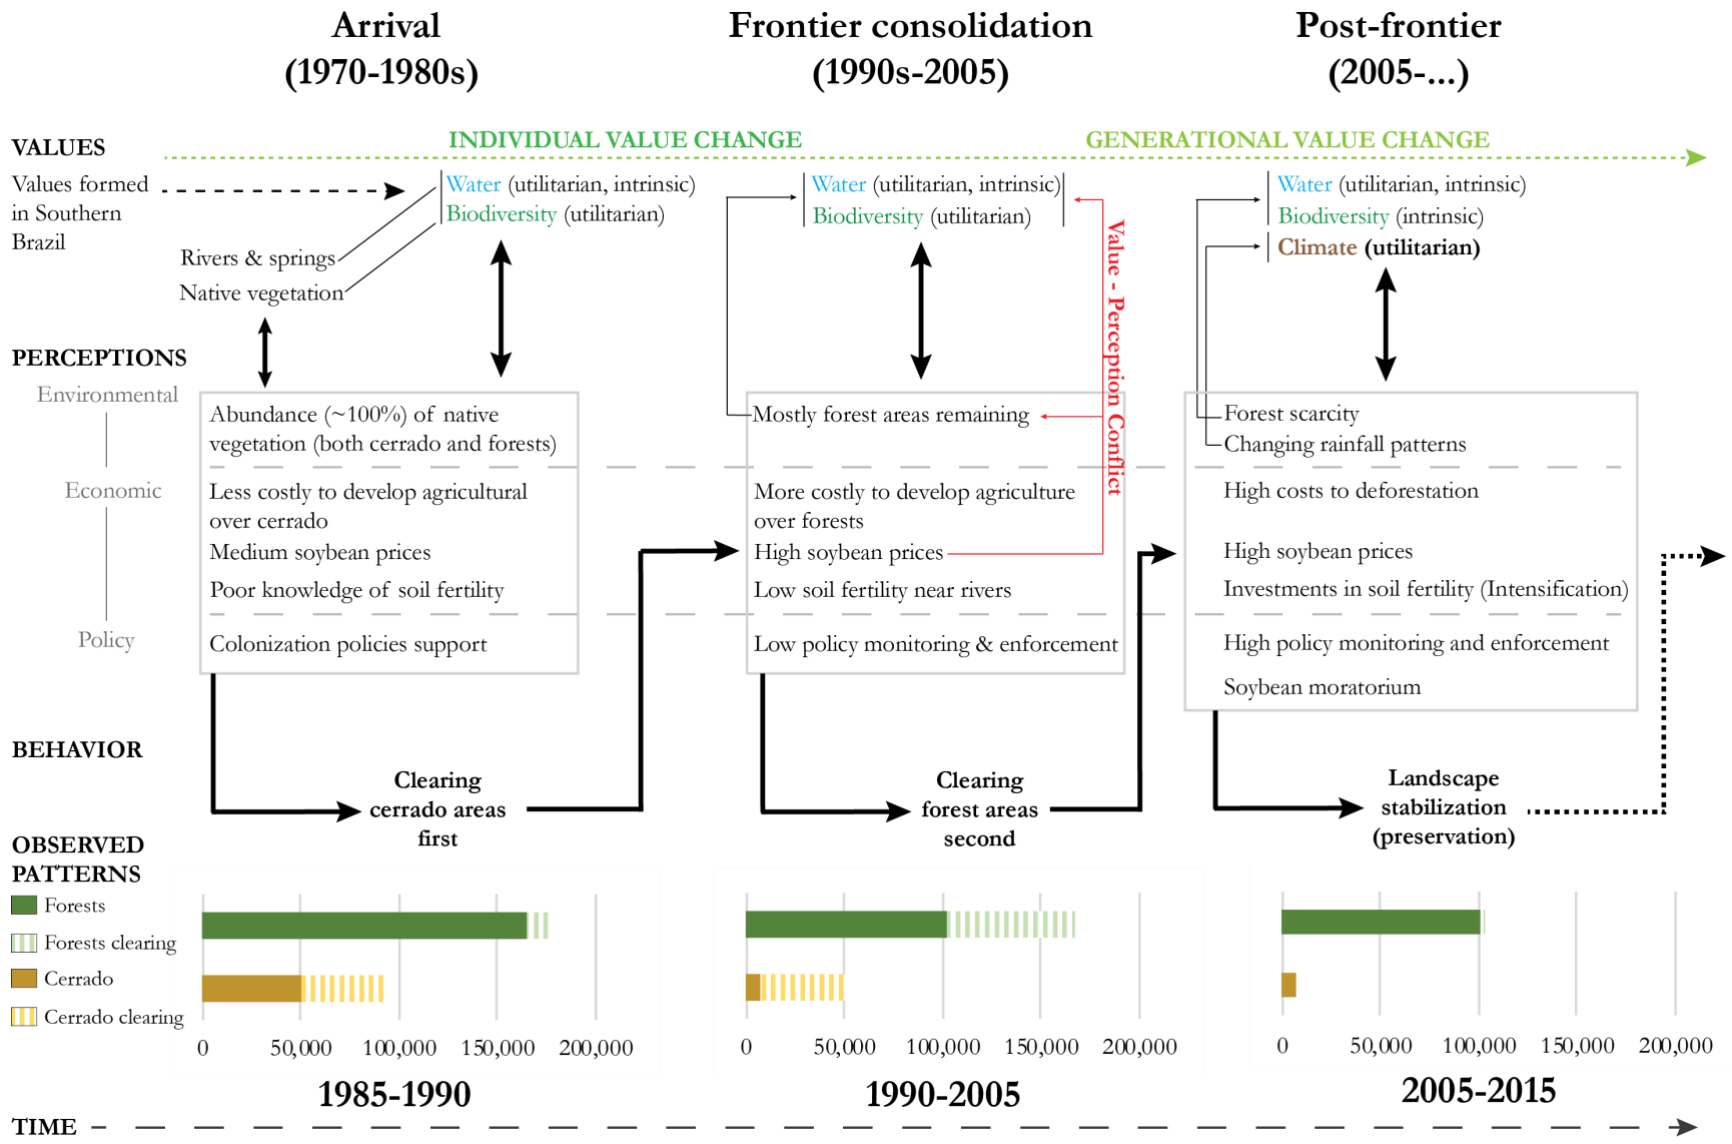 Arrival
(1970-1980s)
Frontier consolidation
(1990s-2005)
Post-frontier
(2005-...)
INDIVIDUAL VALUE CHANGE
GENERATIONAL VALUE CHANGE
VALUES
Values formed
in Southern
Brazil
Rivers & springs
Native vegetation
Water (utilitarian, intrinsic)
Biodiversity (utilitarian)
Water (utilitarian, intrinsic)
Biodiversity (utilitarian)
Value - Perception Conflict
Water (utilitarian, intrinsic)
Biodiversity (intrinsic)
Climate (utilitarian)
PERCEPTIONS
Environmental
Economic
Policy
Abundance (~100%) of native
vegetation (both cerrado and forests)
Less costly to develop agricultural
over cerrado
Medium soybean prices
Poor knowledge of soil fertility
Colonization policies support
Mostly forest areas remaining
More costly to develop agriculture
over forests
High soybean prices
Low soil fertility near rivers
Low policy monitoring & enforcement
Forest scarcity
Changing rainfall patterns
High costs to deforestation
High soybean prices
Investments in soil fertility (Intensification)
High policy monitoring and enforcement
Soybean moratorium
BEHAVIOR
Clearing
cerrado areas
first
Clearing
forest areas
second
Landscape
stabilization
(preservation)
OBSERVED
PATTERNS
Forests
Forests clearing
Cerrado
Cerrado clearing
0 50,000 100,000 150,000 200,000
0 50,000 100,000 150,000 200,000
0 50,000 100,000 150,000 200,000
1985-1990
1990-2005
2005-2015
TIME